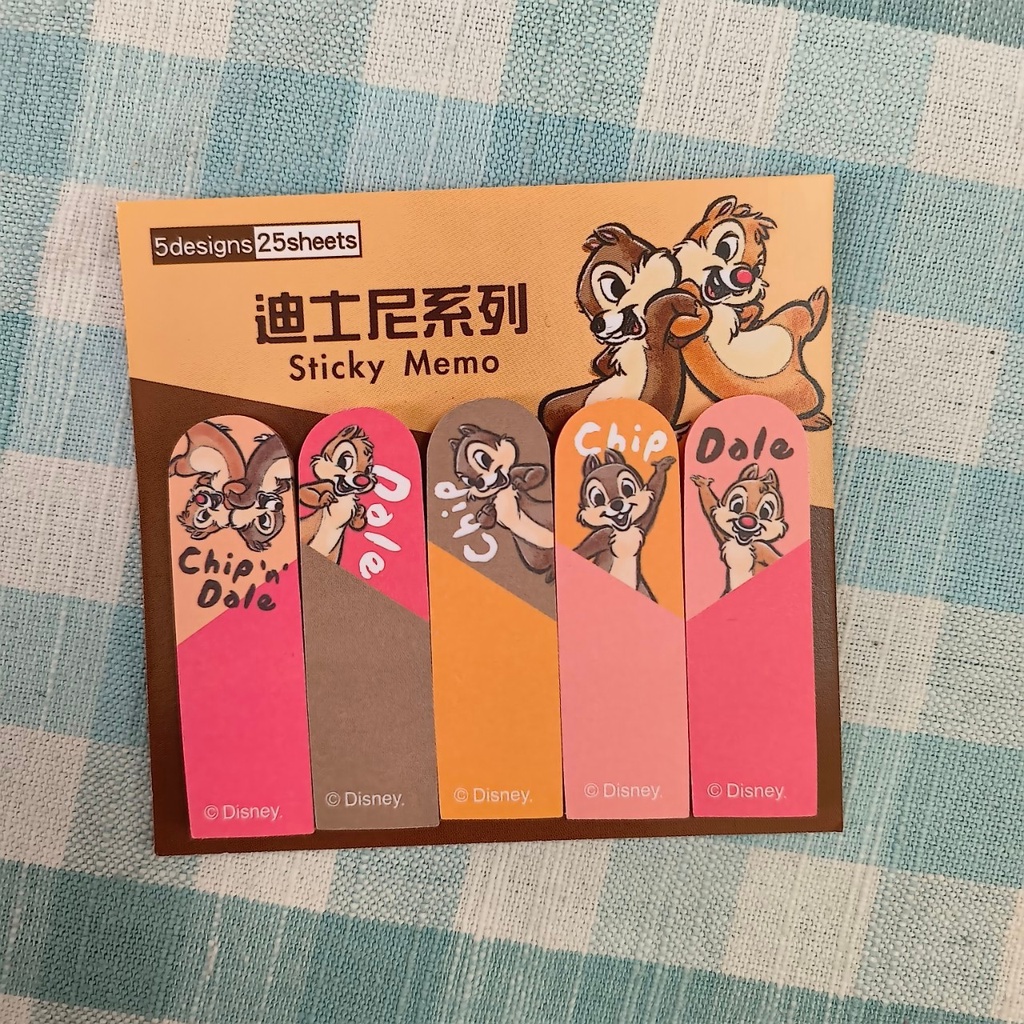 5designs 25sheets
迪士尼系列
Sticky Memo
Chip 'n'
Dale
Dale
Chip
Chip
Dale
© Disney.
© Disney.
© Disney.
© Disney.
© Disney.